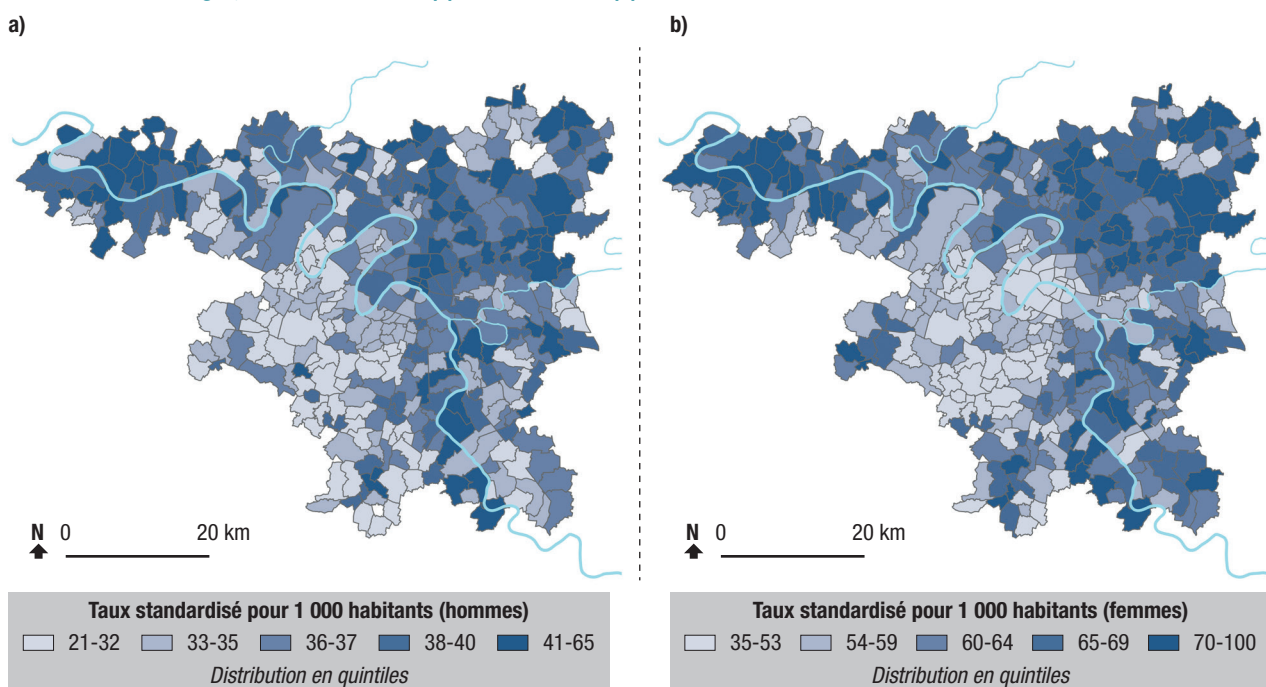 a)
b)
N 0 20 km
N 0 20 km
Taux standardisé pour 1 000 habitants (hommes)
21-32 33-35 36-37 38-40 41-65
Distribution en quintiles
Taux standardisé pour 1 000 habitants (femmes)
35-53 54-59 60-64 65-69 70-100
Distribution en quintiles